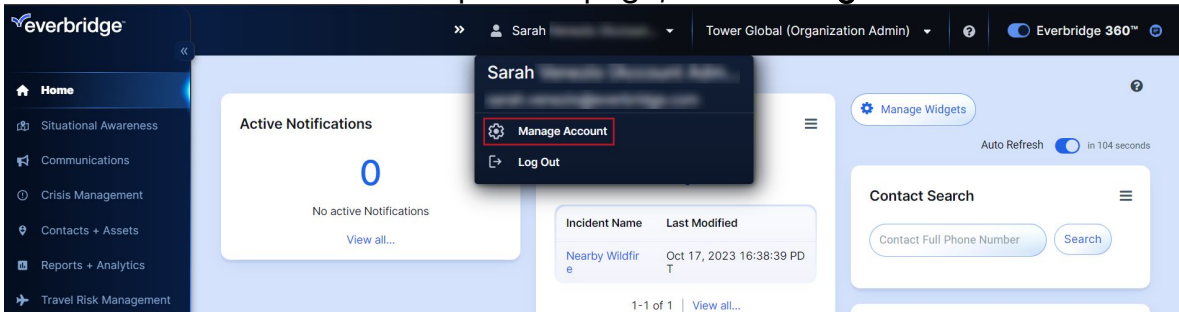 everbridge
Sarah
Tower Global (Organization Admin)
Everbridge 360™
Sarah
Manage Account
Log Out
Home
Situational Awareness
Communications
Crisis Management
Contacts + Assets
Reports + Analytics
Travel Risk Management
Active Notifications
0
No active Notifications
View all...
Incident Name Last Modified
Nearby Wildfir
e
Oct 17, 2023 16:38:39 PD
T
1-1 of 1 | View all...
Manage Widgets
Auto Refresh in 104 seconds
Contact Search
Contact Full Phone Number
Search